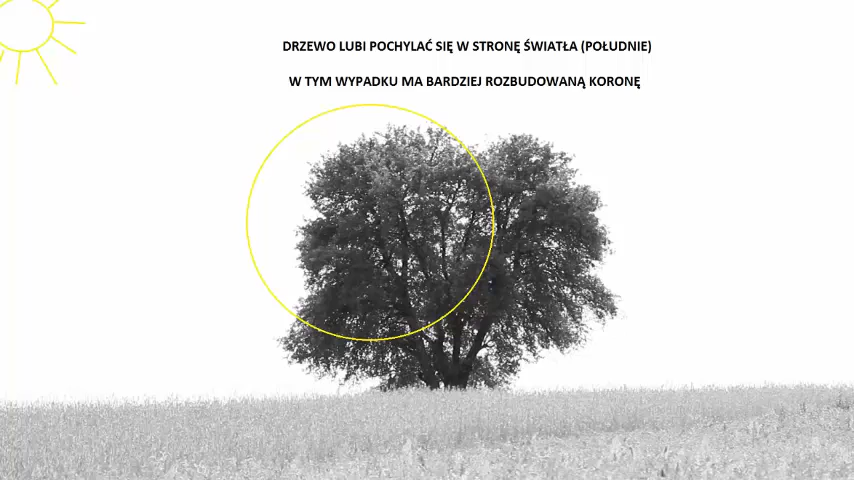 DRZEWO LUBI POCHYLAĆ SIĘ W STRONĘ ŚWIATŁA (POŁUDNIE)
W TYM WYPADKU MA BARDZIEJ ROZBUDOWANĄ KORONĘ